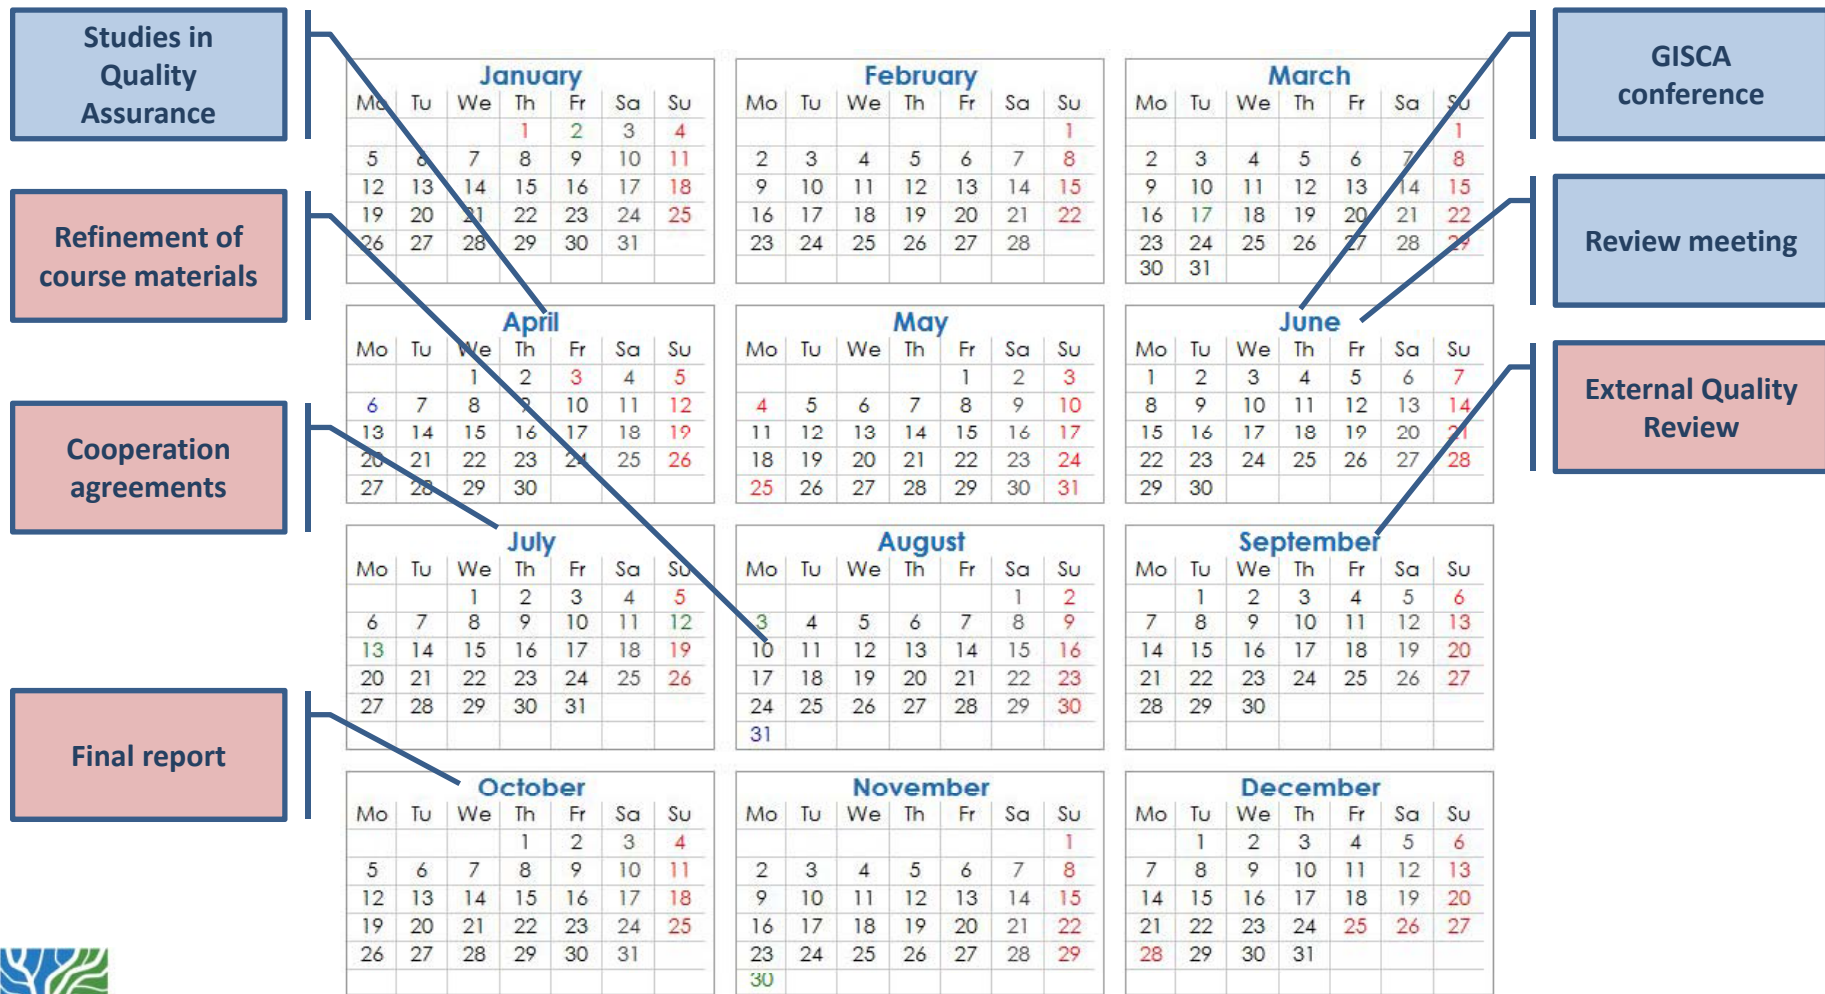 Studies in
Quality
Assurance
Refinement of
course materials
Cooperation
agreements
Final report
January
Mo Tu We Th Fr Sa Su
1 2 3 4
5 6 7 8 9 10 11
12 13 14 15 16 17 18
19 20 21 22 23 24 25
26 27 28 29 30 31
February
Mo Tu We Th Fr Sa Su
1
2 3 4 5 6 7 8
9 10 11 12 13 14 15
16 17 18 19 20 21 22
23 24 25 26 27 28
March
Mo Tu We Th Fr Sa Su
1
2 3 4 5 6 7 8
9 10 11 12 13 14 15
16 17 18 19 20 21 22
23 24 25 26 27 28 29
30 31
April
Mo Tu We Th Fr Sa Su
1 2 3 4 5
6 7 8 9 10 11 12
13 14 15 16 17 18 19
20 21 22 23 24 25 26
27 28 29 30
May
Mo Tu We Th Fr Sa Su
1 2 3
4 5 6 7 8 9 10
11 12 13 14 15 16 17
18 19 20 21 22 23 24
25 26 27 28 29 30 31
June
Mo Tu We Th Fr Sa Su
1 2 3 4 5 6 7
8 9 10 11 12 13 14
15 16 17 18 19 20 21
22 23 24 25 26 27 28
29 30
July
Mo Tu We Th Fr Sa Su
1 2 3 4 5
6 7 8 9 10 11 12
13 14 15 16 17 18 19
20 21 22 23 24 25 26
27 28 29 30 31
August
Mo Tu We Th Fr Sa Su
1 2
3 4 5 6 7 8 9
10 11 12 13 14 15 16
17 18 19 20 21 22 23
24 25 26 27 28 29 30
31
September
Mo Tu We Th Fr Sa Su
1 2 3 4 5 6
7 8 9 10 11 12 13
14 15 16 17 18 19 20
21 22 23 24 25 26 27
28 29 30
October
Mo Tu We Th Fr Sa Su
1 2 3 4
5 6 7 8 9 10 11
12 13 14 15 16 17 18
19 20 21 22 23 24 25
26 27 28 29 30 31
November
Mo Tu We Th Fr Sa Su
1
2 3 4 5 6 7 8
9 10 11 12 13 14 15
16 17 18 19 20 21 22
23 24 25 26 27 28 29
30
December
Mo Tu We Th Fr Sa Su
1 2 3 4 5 6
7 8 9 10 11 12 13
14 15 16 17 18 19 20
21 22 23 24 25 26 27
28 29 30 31
GISCA
conference
Review meeting
External Quality
Review